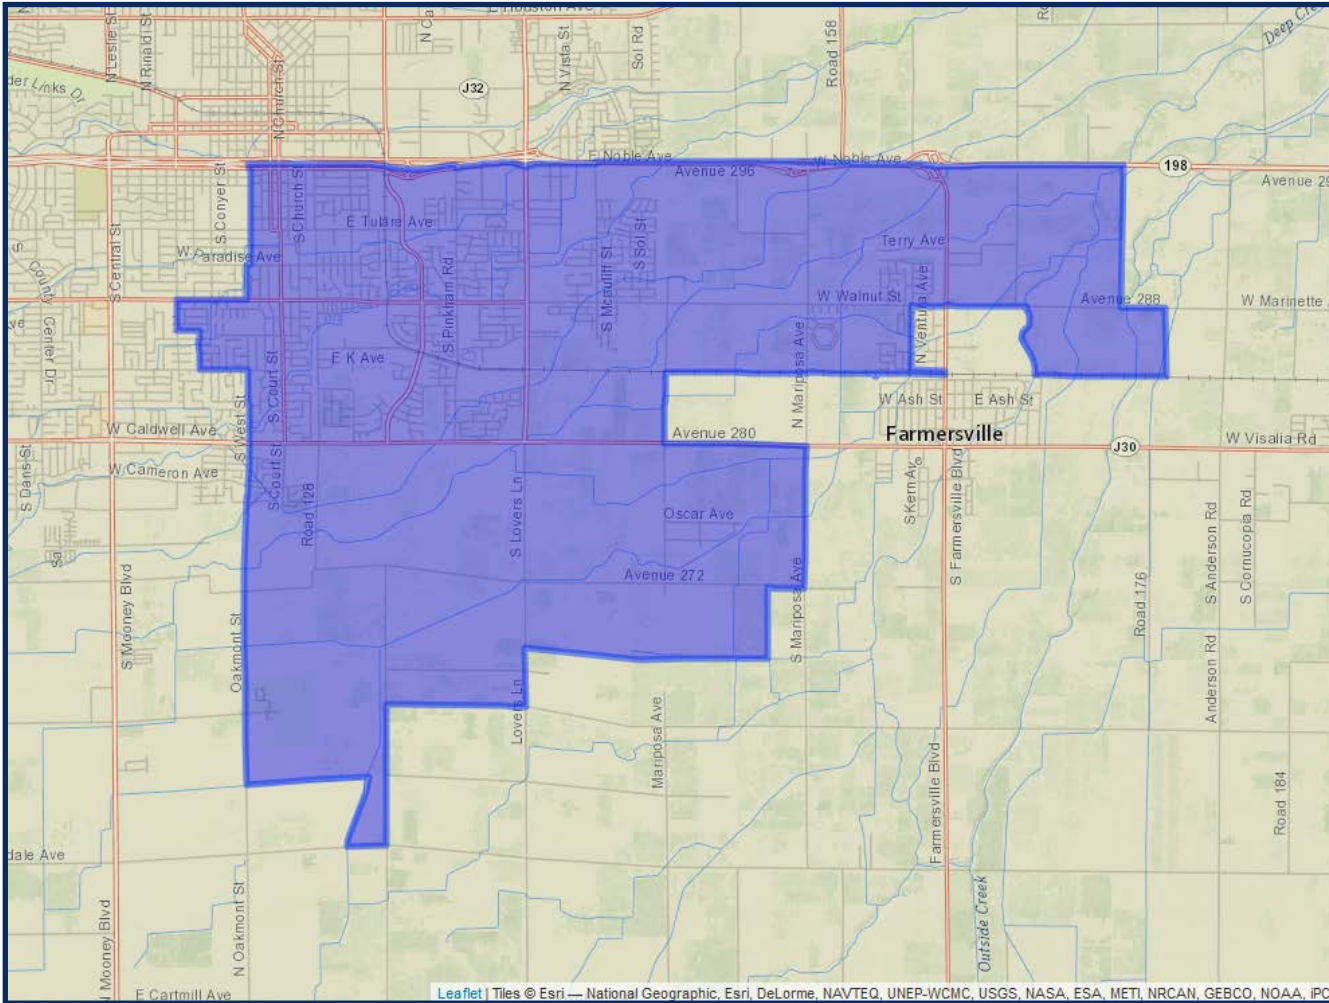 E Houston Ave
N Leslie St
N Rinaldi St
N Ca
N Vista St
Sol Rd
Road 158
Deep Cre
der Links Dr
N Church St
J32
E Noble Ave
W Noble Ave
Avenue 296
198
Avenue 29
S Conyer St
S Church St
E Tulare Ave
W Paradise Ave
S Central St
S County Center Dr
S Pinkham Rd
S Mcauliff St
S Sol St
Terry Ave
W Walnut St
N Ventura Ave
Avenue 288
W Marinette
E K Ave
N Mariposa Ave
S Court St
W Ash St
E Ash St
S West St
W Caldwell Ave
Avenue 280
Farmersville
J30
W Visalia Rd
S Dans St
W Cameron Ave
S Court St
Road 128
S Lovers Ln
Oscar Ave
S Kern Av
S Farmersville Blvd
S Anderson Rd
S Cornucopia Rd
Sa
Avenue 272
S Mooney Blvd
Oakmont St
S Mariposa Ave
Road 176
Lovers Ln
Mariposa Ave
Anderson Rd
Farmersville Blvd
Road 184
dale Ave
N Oakmont St
N Mooney Blvd
Outside Creek
E Cartmill Ave
Leaflet | Tiles © Esri — National Geographic, Esri, DeLorme, NAVTEQ, UNEP-WCMC, USGS, NASA, ESA, METI, NRCAN, GEBCO, NOAA, iPC